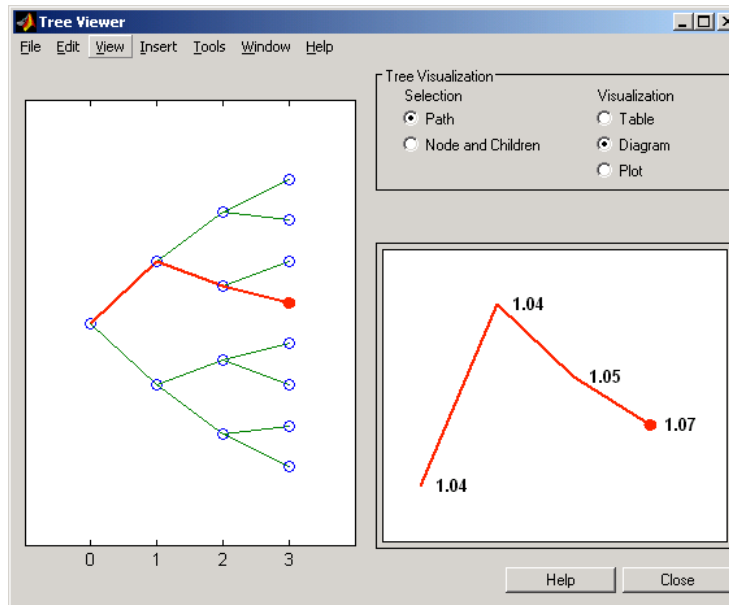 Tree Viewer
File Edit View Insert Tools Window Help
Tree Visualization
Selection
Path
Node and Children
Visualization
Table
Diagram
Plot
0 1 2 3
1.04
1.05
1.07
1.04
Help Close